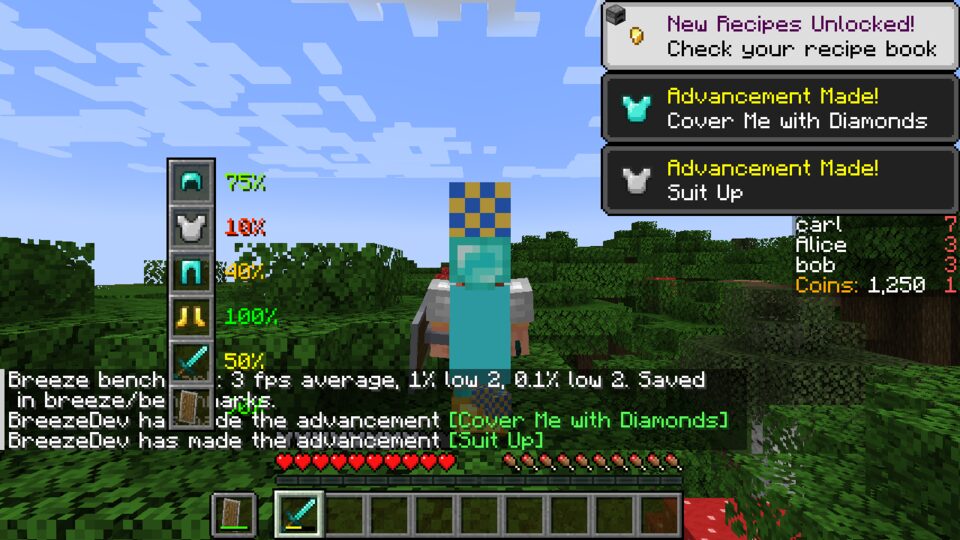 New Recipes Unlocked!
Check your recipe book
Advancement Made!
Cover Me with Diamonds
Advancement Made!
Suit Up
75%
10%
40%
100%
50%
carl 7
Alice 3
bob 3
Coins: 1,250 1
Breeze bench : 3 fps average, 1% low 2, 0.1% low 2. Saved
in breeze/be marks.
BreezeDev ha de the advancement [Cover Me with Diamonds]
BreezeDev has made the advancement [Suit Up]